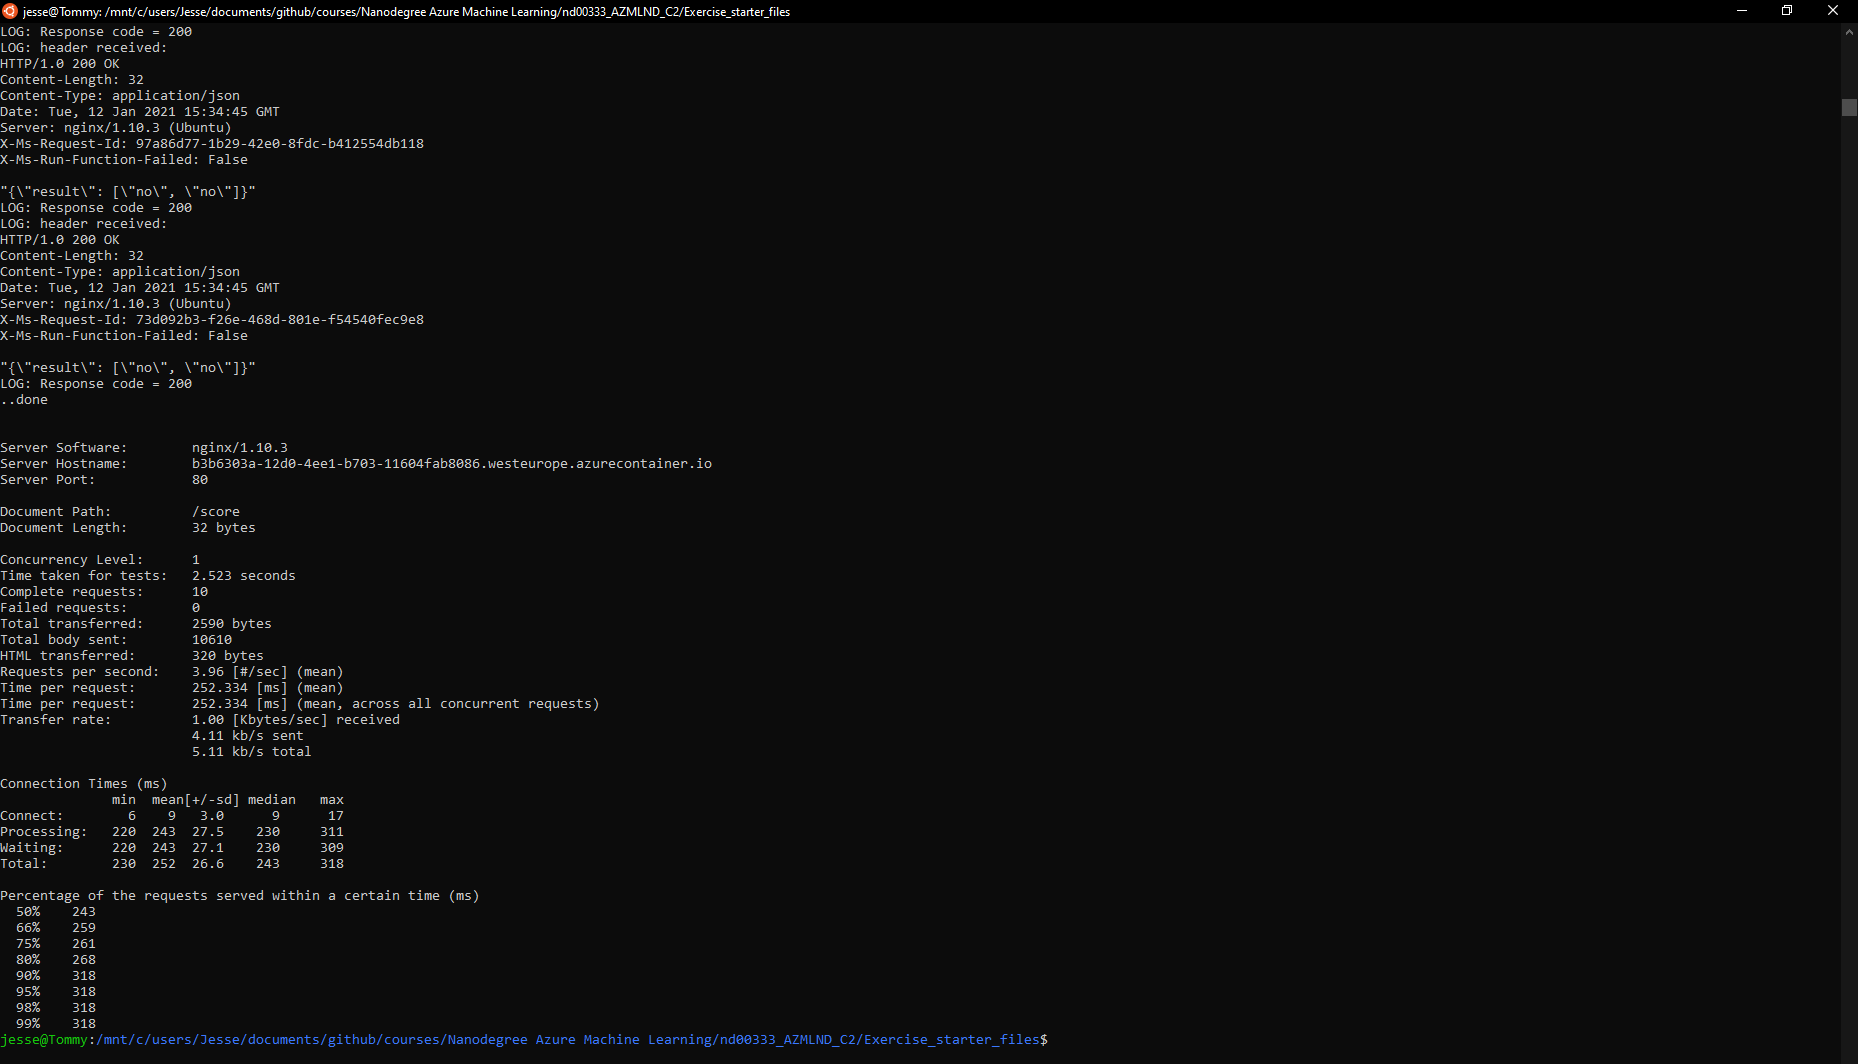 jesse@Tommy: /mnt/c/users/Jesse/documents/github/courses/Nanodegree Azure Machine Learning/nd00333_AZMLND_C2/Exercise_starter_files
LOG: Response code = 200
LOG: header received:
HTTP/1.0 200 OK
Content-Length: 32
Content-Type: application/json
Date: Tue, 12 Jan 2021 15:34:45 GMT
Server: nginx/1.10.3 (Ubuntu)
X-Ms-Request-Id: 97a86d77-1b29-42e0-8fdc-b412554db118
X-Ms-Run-Function-Failed: False

"{\"result\": [\"no\", \"no\"]}"
LOG: Response code = 200
LOG: header received:
HTTP/1.0 200 OK
Content-Length: 32
Content-Type: application/json
Date: Tue, 12 Jan 2021 15:34:45 GMT
Server: nginx/1.10.3 (Ubuntu)
X-Ms-Request-Id: 73d092b3-f26e-468d-801e-f54540fec9e8
X-Ms-Run-Function-Failed: False

"{\"result\": [\"no\", \"no\"]}"
LOG: Response code = 200
..done

Server Software:        nginx/1.10.3
Server Hostname:        b3b6303a-12d0-4ee1-b703-11604fab8086.westeurope.azurecontainer.io
Server Port:            80

Document Path:          /score
Document Length:        32 bytes

Concurrency Level:      1
Time taken for tests:   2.523 seconds
Complete requests:      10
Failed requests:        0
Total transferred:      2590 bytes
Total body sent:        10610
HTML transferred:       320 bytes
Requests per second:    3.96 [#/sec] (mean)
Time per request:       252.334 [ms] (mean)
Time per request:       252.334 [ms] (mean, across all concurrent requests)
Transfer rate:          1.00 [Kbytes/sec] received
                        4.11 kb/s sent
                        5.11 kb/s total

Connection Times (ms)
              min  mean[+/-sd] median   max
Connect:        6    9   3.0      9      17
Processing:   220  243  27.5    230     311
Waiting:      220  243  27.1    230     309
Total:        230  252  26.6    243     318

Percentage of the requests served within a certain time (ms)
  50%    243
  66%    259
  75%    261
  80%    268
  90%    318
  95%    318
  98%    318
  99%    318
jesse@Tommy:/mnt/c/users/Jesse/documents/github/courses/Nanodegree Azure Machine Learning/nd00333_AZMLND_C2/Exercise_starter_files$